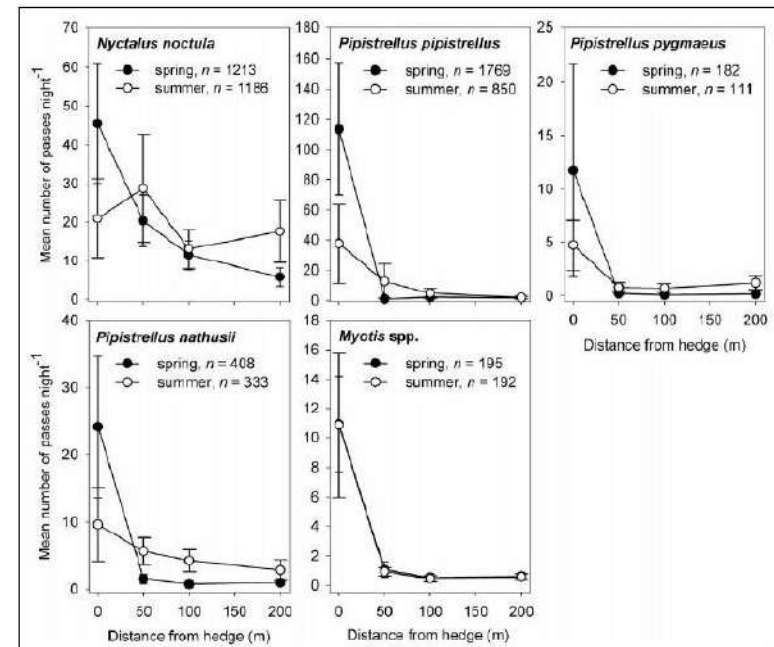 Nyctalus noctula
spring, n = 1213
summer, n = 1186
Mean number of passes night⁻¹
70
60
50
40
30
20
10
0
Pipistrellus pipistrellus
spring, n = 1769
summer, n = 850
180
160
140
120
100
80
60
40
20
0
Pipistrellus pygmaeus
spring, n = 182
summer, n = 111
25
20
15
10
5
0
0 50 100 150 200
Distance from hedge (m)
Pipistrellus nathusii
spring, n = 408
summer, n = 333
Mean number of passes night⁻¹
40
30
20
10
0
0 50 100 150 200
Distance from hedge (m)
Myotis spp.
spring, n = 195
summer, n = 192
18
16
14
12
10
8
6
4
2
0
0 50 100 150 200
Distance from hedge (m)